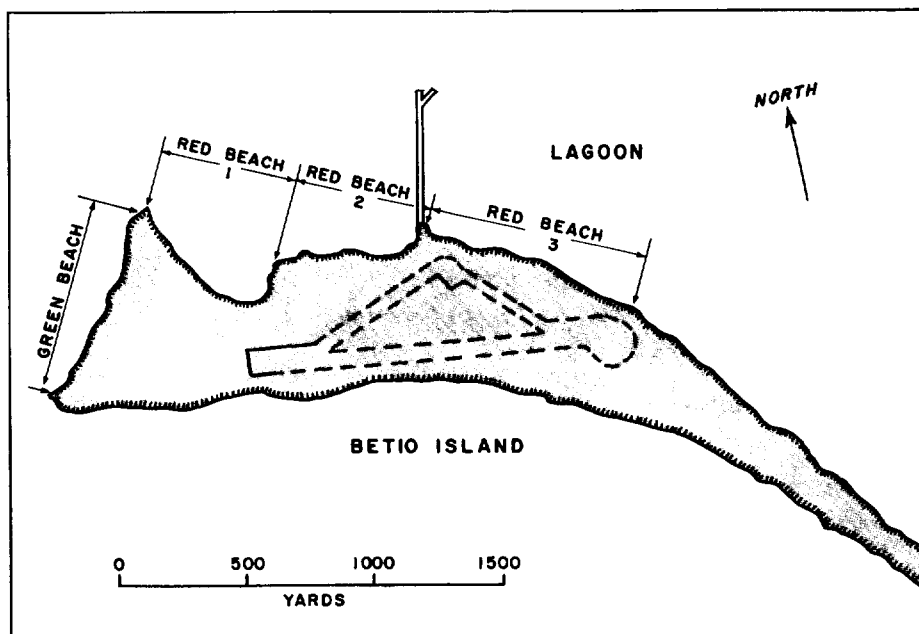 NORTH
LAGOON
RED BEACH
1
RED BEACH
2
RED BEACH
3
GREEN BEACH
BETIO ISLAND
0 500 1000 1500
YARDS